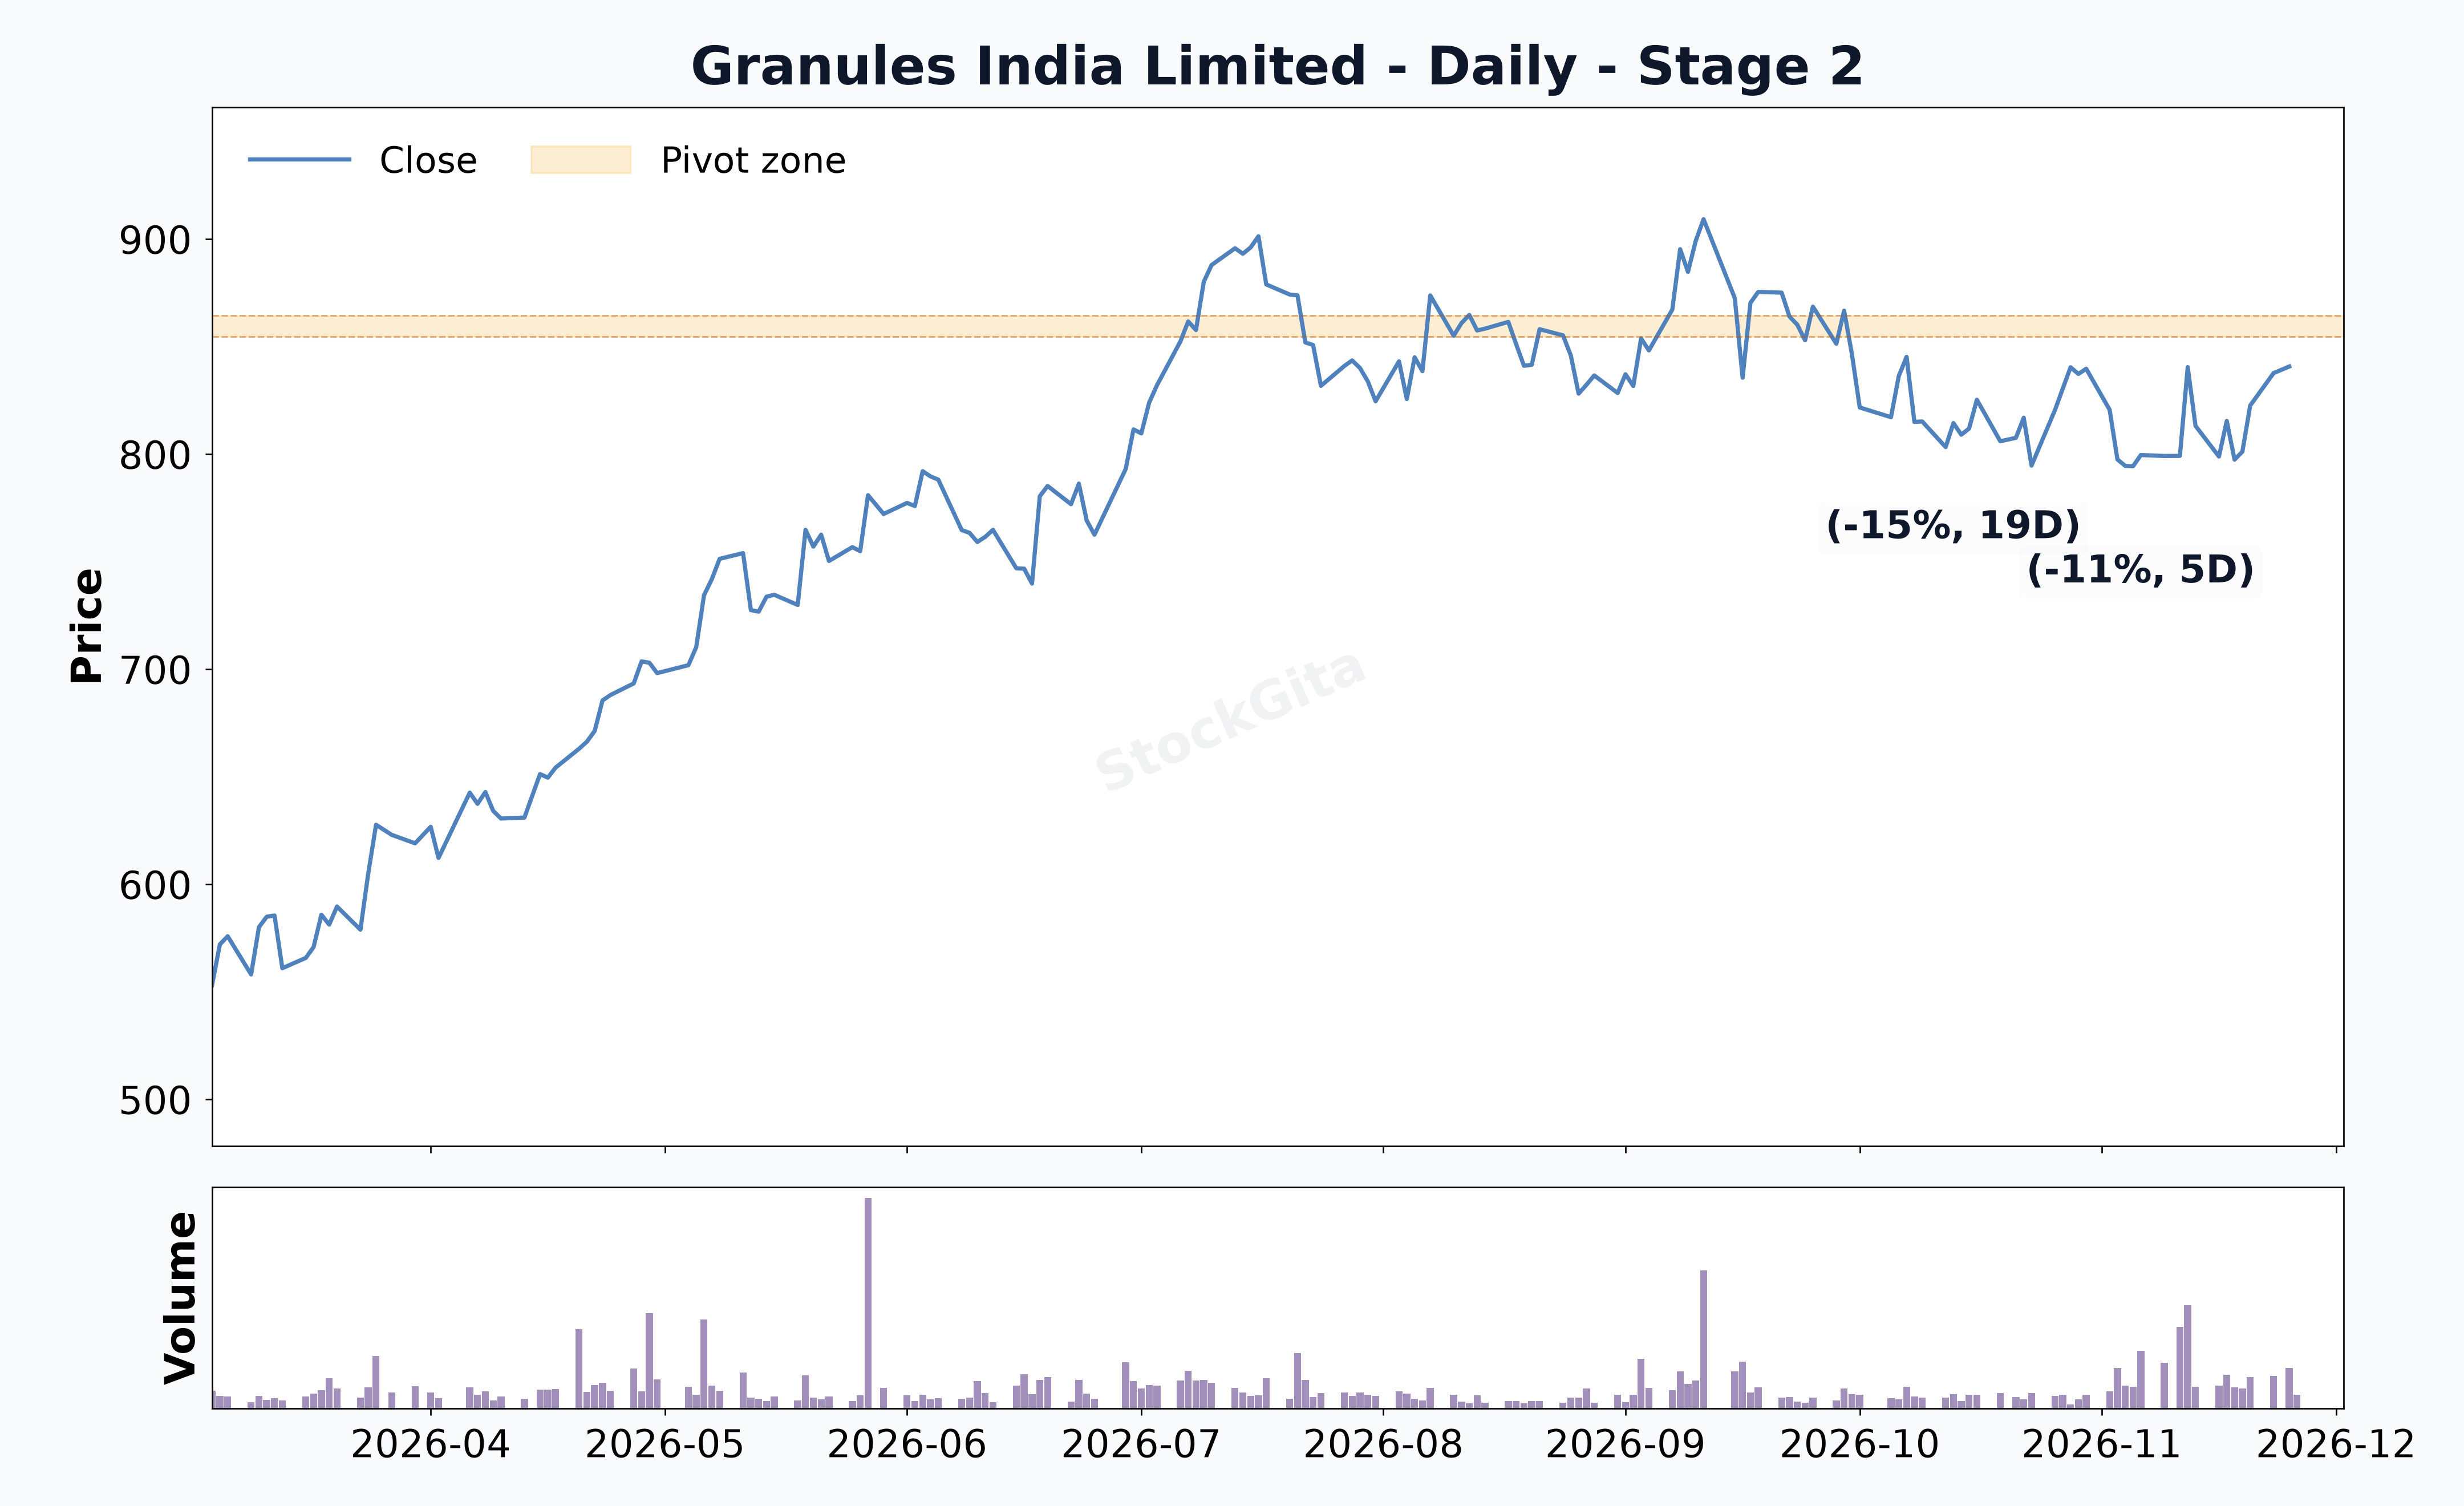 Granules India Limited - Daily - Stage 2
Close
Pivot zone
900
800
700
600
500
Price
(-15%, 19D)
(-11%, 5D)
StockGita
Volume
2026-04
2026-05
2026-06
2026-07
2026-08
2026-09
2026-10
2026-11
2026-12